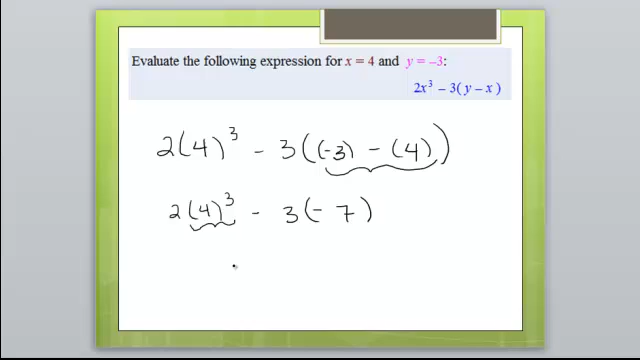 Evaluate the following expression for x = 4 and y = –3:
2x³ – 3( y – x )
2(4)³ - 3((-3) - (4))
2(4)³ - 3(- 7)